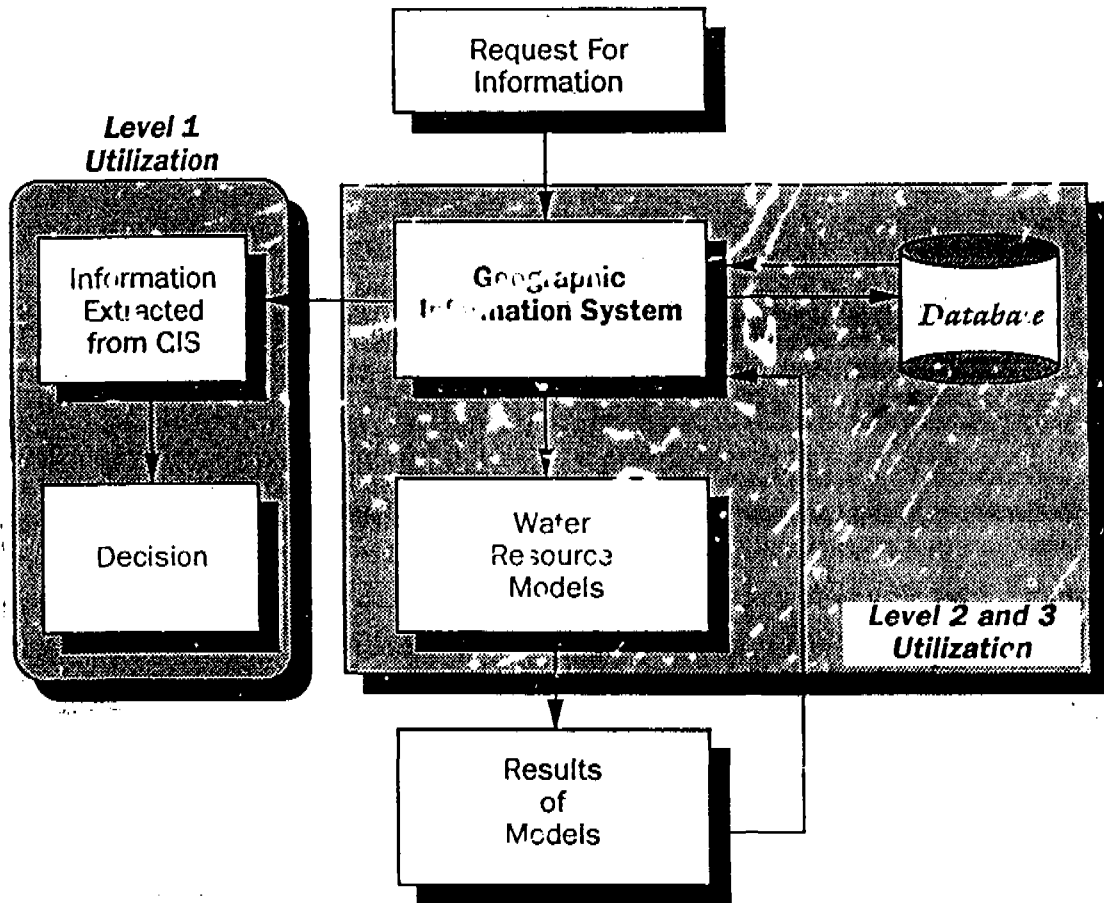 Request For
Information
Level 1
Utilization
Information
Extracted
from GIS
Geographic
Information System
Database
Decision
Water
Resource
Models
Level 2 and 3
Utilization
Results
of
Models